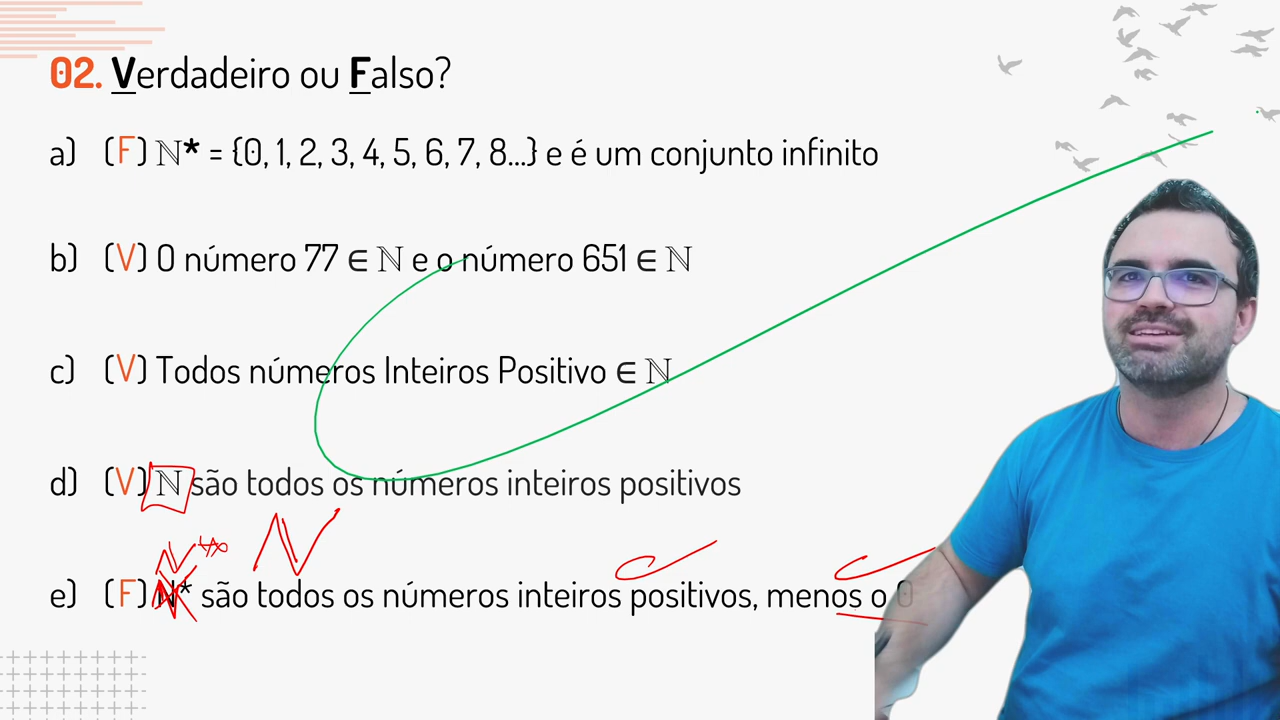 02. Verdadeiro ou Falso?
a) (F) ℕ* = {0, 1, 2, 3, 4, 5, 6, 7, 8...} e é um conjunto infinito
b) (V) O número 77 ∈ ℕ e o número 651 ∈ ℕ
c) (V) Todos números Inteiros Positivo ∈ ℕ
d) (V) ℕ são todos os números inteiros positivos
ℕ* ℕ
e) (F) ℕ* são todos os números inteiros positivos, menos o 0